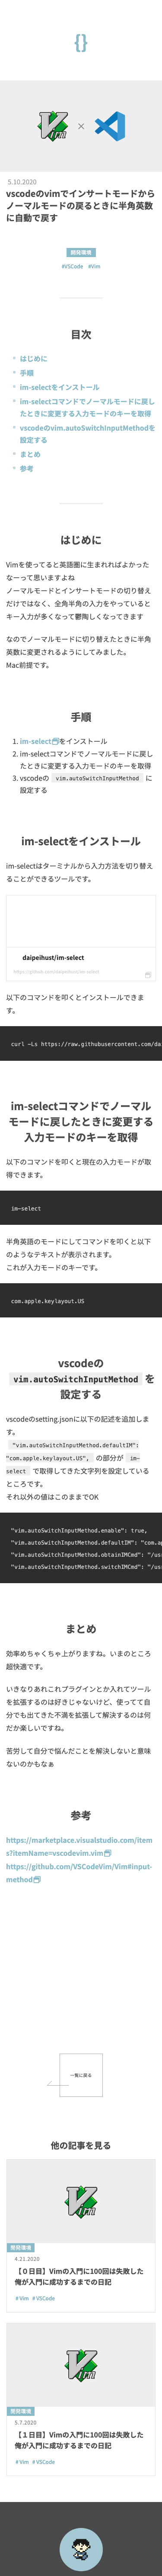 {}
5.10.2020
vscodeのvimでインサートモードから
ノーマルモードの戻るときに半角英数
に自動で戻す
開発環境
#VSCode #Vim
目次
はじめに
手順
im-selectをインストール
im-selectコマンドでノーマルモードに戻し
たときに変更する入力モードのキーを取得
vscodeのvim.autoSwitchInputMethodを
設定する
まとめ
参考
はじめに
Vimを使ってると英語圏に生まれればよかった
なーって思いますよね
ノーマルモードとインサートモードの切り替え
だけではなく、全角半角の入力をやっていると
キー入力が多くなって鬱陶しくなってきます
なのでノーマルモードに切り替えたときに半角
英数に変更されるようにしてみました。
Mac前提です。
手順
1. im-selectをインストール
2. im-selectコマンドでノーマルモードに戻し
たときに変更する入力モードのキーを取得
3. vscodeの vim.autoSwitchInputMethod に
設定する
im-selectをインストール
im-selectはターミナルから入力方法を切り替え
ることができるツールです。
daipeihust/im-select
https://github.com/daipeihust/im-select
以下のコマンドを叩くとインストールできま
す。
curl -Ls https://raw.githubusercontent.com/da
im-selectコマンドでノーマル
モードに戻したときに変更する
入力モードのキーを取得
以下のコマンドを叩くと現在の入力モードが取
得できます。
im-select
半角英語のモードにしてコマンドを叩くと以下
のようなテキストが表示されます。
これが入力モードのキーです。
com.apple.keylayout.US
vscodeの
vim.autoSwitchInputMethod を
設定する
vscodeのsetting.jsonに以下の記述を追加しま
す。
"vim.autoSwitchInputMethod.defaultIM":
"com.apple.keylayout.US", の部分が im-
select で取得してきた文字列を設定している
ところです。
それ以外の値はこのままでOK
"vim.autoSwitchInputMethod.enable": true,
"vim.autoSwitchInputMethod.defaultIM": "com.ap
"vim.autoSwitchInputMethod.obtainIMCmd": "/us
"vim.autoSwitchInputMethod.switchIMCmd": "/us
まとめ
効率めちゃくちゃ上がりますね。いまのところ
超快適です。
いきなりあれこれプラグインとか入れてツール
を拡張するのは好きじゃないけど、使ってて自
分でも出てきた不満を拡張して解決するのは何
だか楽しいですね。
苦労して自分で悩んだことを解決しないと意味
ないのかもなぁ
参考
https://marketplace.visualstudio.com/item
s?itemName=vscodevim.vim
https://github.com/VSCodeVim/Vim#input-
method
一覧に戻る
他の記事を見る
開発環境
4.21.2020
【０日目】Vimの入門に100回は失敗した
俺が入門に成功するまでの日記
# Vim # VSCode
開発環境
5.7.2020
【１日目】Vimの入門に100回は失敗した
俺が入門に成功するまでの日記
# Vim # VSCode